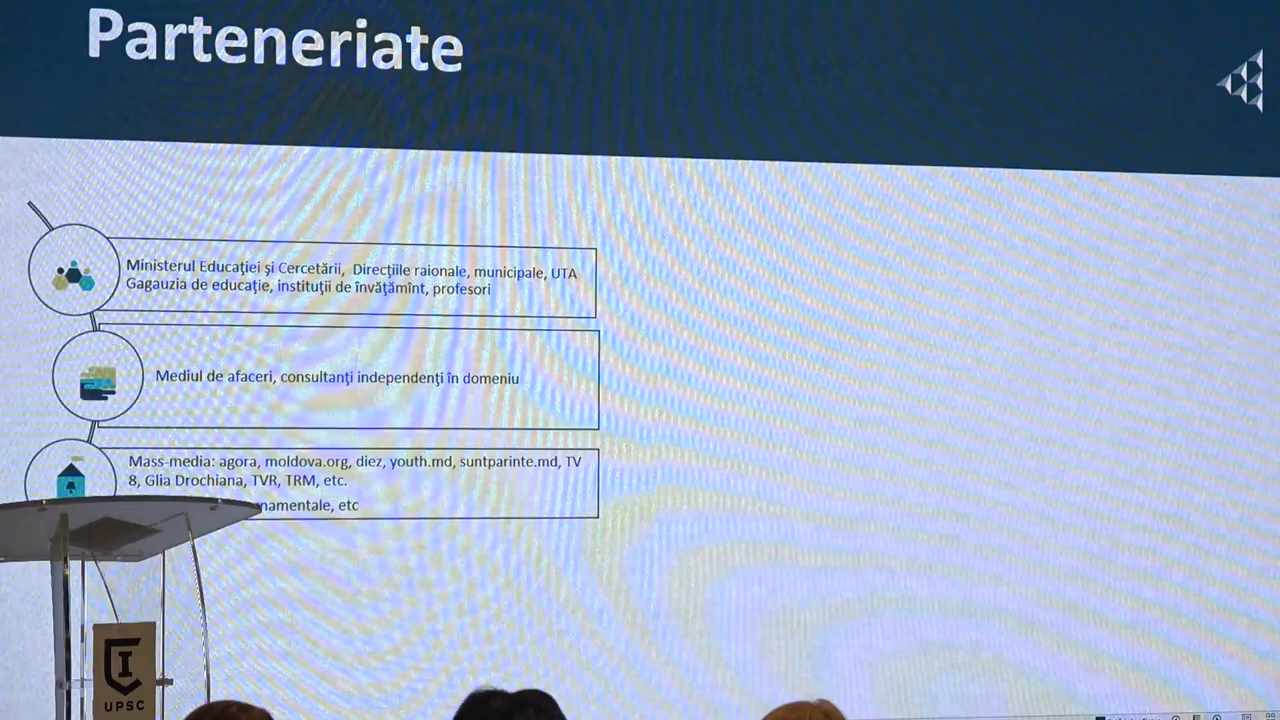 Parteneriate
Ministerul Educaţiei şi Cercetării, Direcţiile raionale, municipale, UTA
Gagauzia de educaţie, instituţii de învăţămînt, profesori
Mediul de afaceri, consultanţi independenţi în domeniu
Mass-media: agora, moldova.org, diez, youth.md, suntparinte.md, TV
8, Glia Drochiana, TVR, TRM, etc.
etc
UPSC